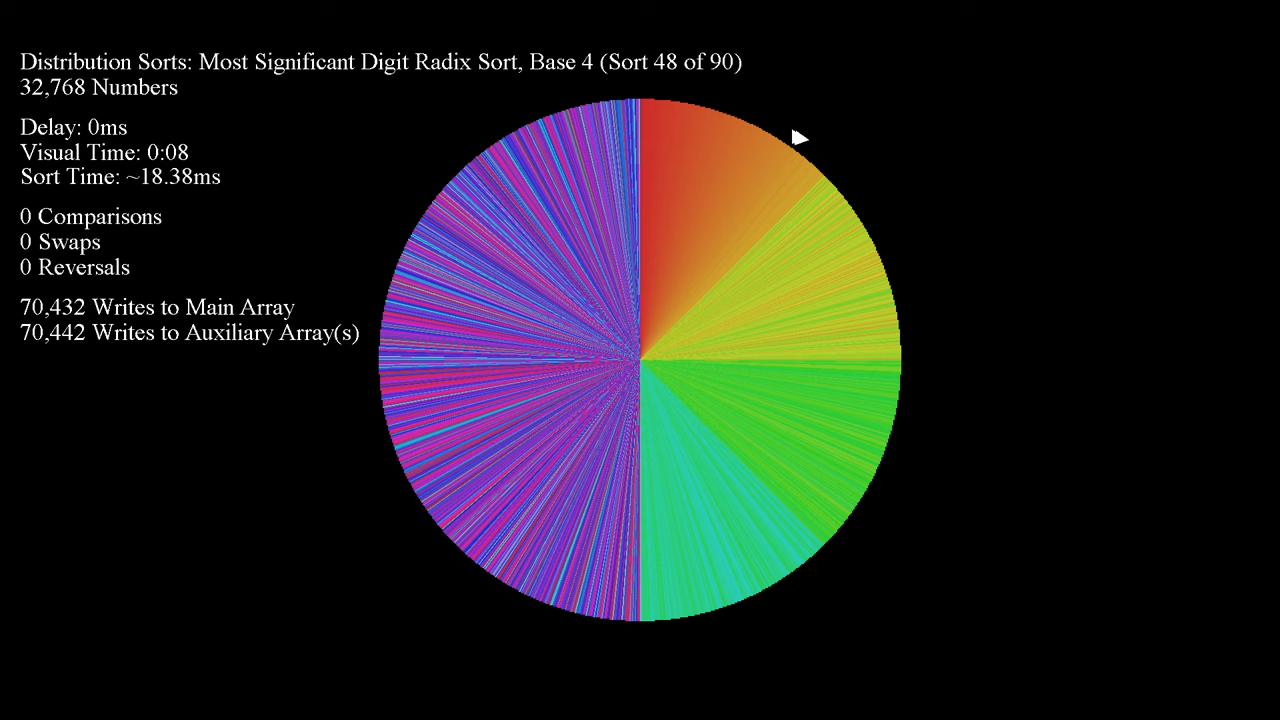 Distribution Sorts: Most Significant Digit Radix Sort, Base 4 (Sort 48 of 90)
32,768 Numbers
Delay: 0ms
Visual Time: 0:08
Sort Time: ~18.38ms
0 Comparisons
0 Swaps
0 Reversals
70,432 Writes to Main Array
70,442 Writes to Auxiliary Array(s)